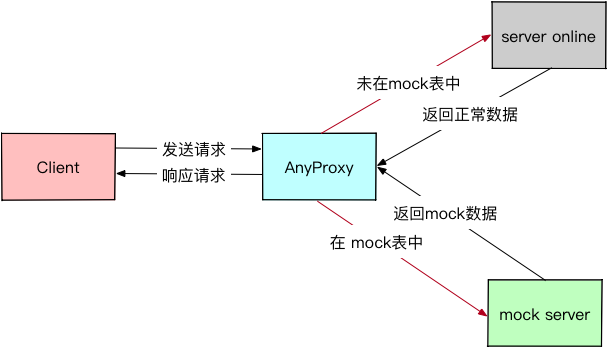 server online
未在mock表中
返回正常数据
发送请求
Client
AnyProxy
响应请求
返回mock数据
在 mock表中
mock server